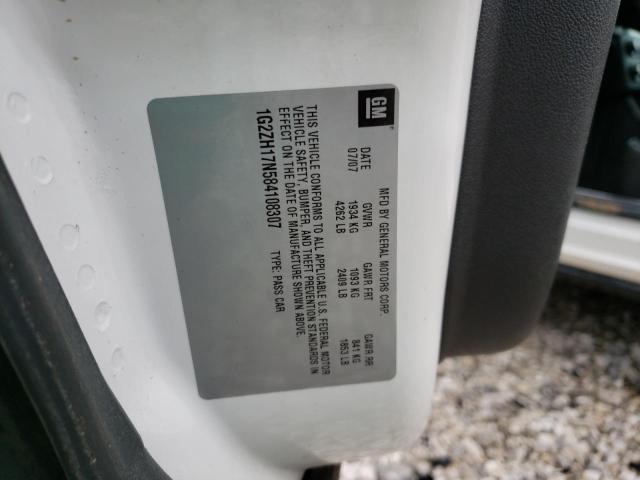 GM
MFD BY GENERAL MOTORS CORP.
DATE GVWR GAWR FRT GAWR RR
07/07 1934 KG 1093 KG 841 KG
4262 LB 2409 LB 1853 LB
THIS VEHICLE CONFORMS TO ALL APPLICABLE U.S. FEDERAL MOTOR
VEHICLE SAFETY, BUMPER, AND THEFT PREVENTION STANDARDS IN
EFFECT ON THE DATE OF MANUFACTURE SHOWN ABOVE.
1G2ZH17N584108307 TYPE: PASS CAR